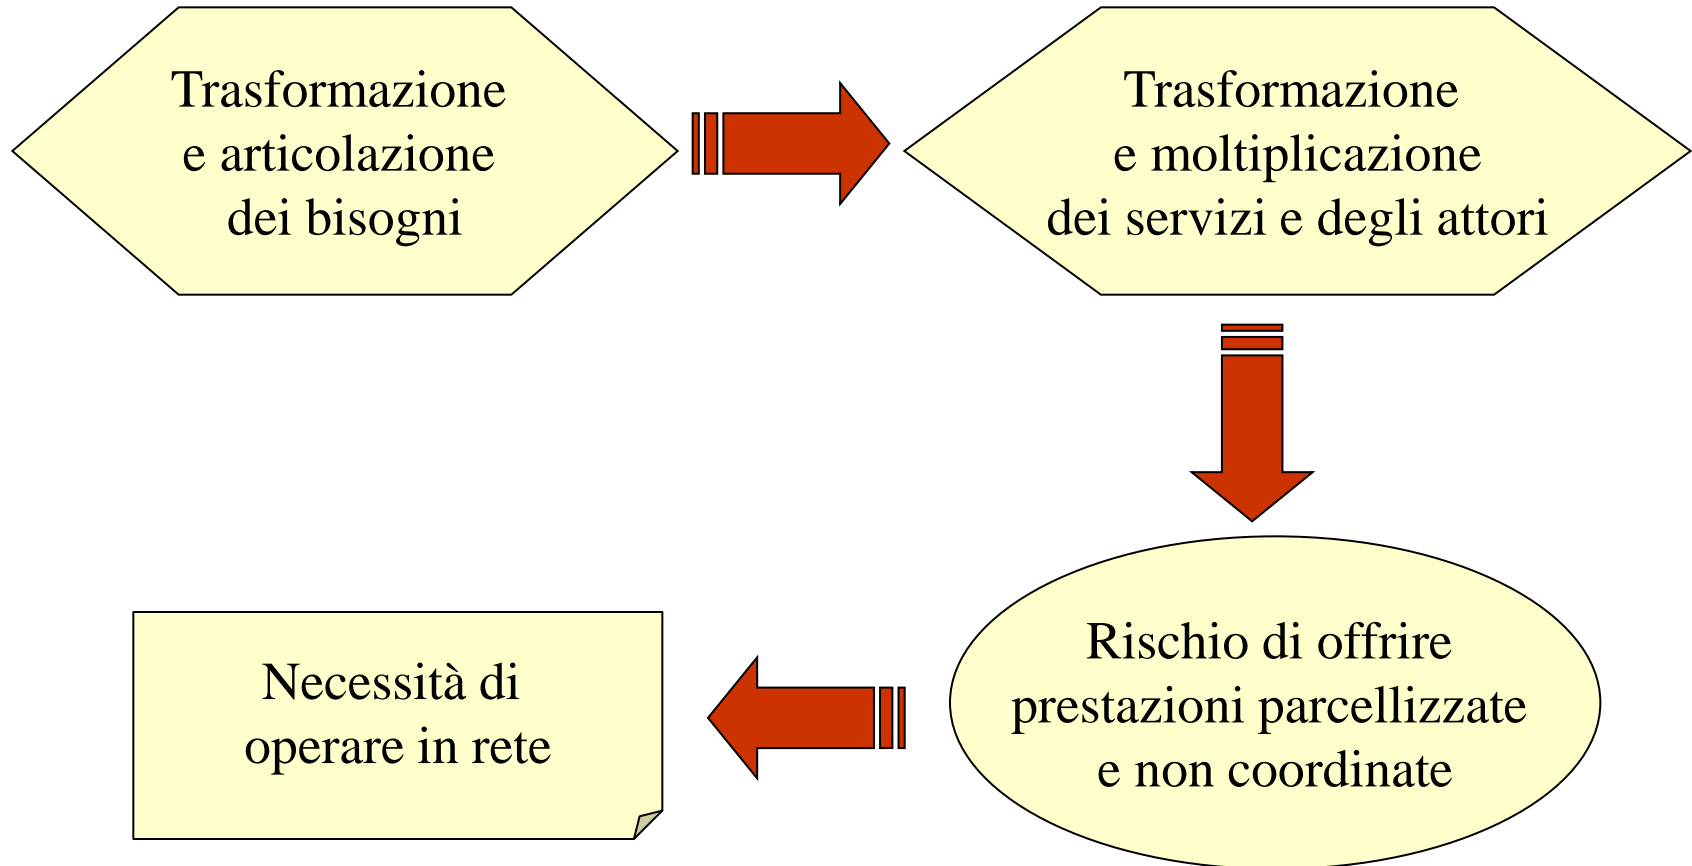 Trasformazione
e articolazione
dei bisogni
Trasformazione
e moltiplicazione
dei servizi e degli attori
Rischio di offrire
prestazioni parcellizzate
e non coordinate
Necessità di
operare in rete